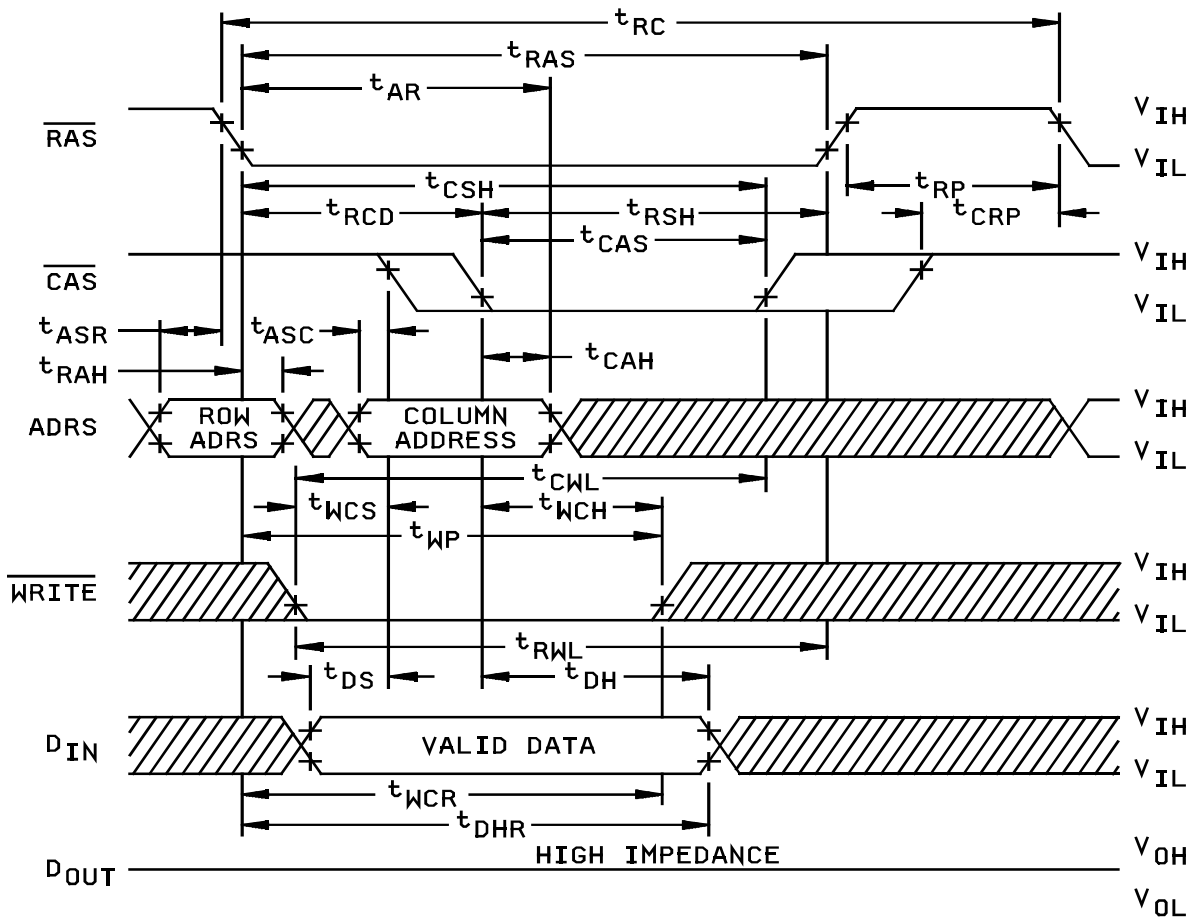 tRC
tRAS
tAR
RAS
VIH
VIL
tCSH
tRP
tRCD
tRSH
tCRP
tCAS
CAS
VIH
VIL
tASR
tASC
tRAH
tCAH
ADRS
ROW ADRS
COLUMN ADDRESS
VIH
VIL
tCWL
tWCS
tWCH
tWP
WRITE
VIH
VIL
tRWL
tDS
tDH
DIN
VALID DATA
VIH
VIL
tWCR
tDHR
HIGH IMPEDANCE
DOUT
VOH
VOL